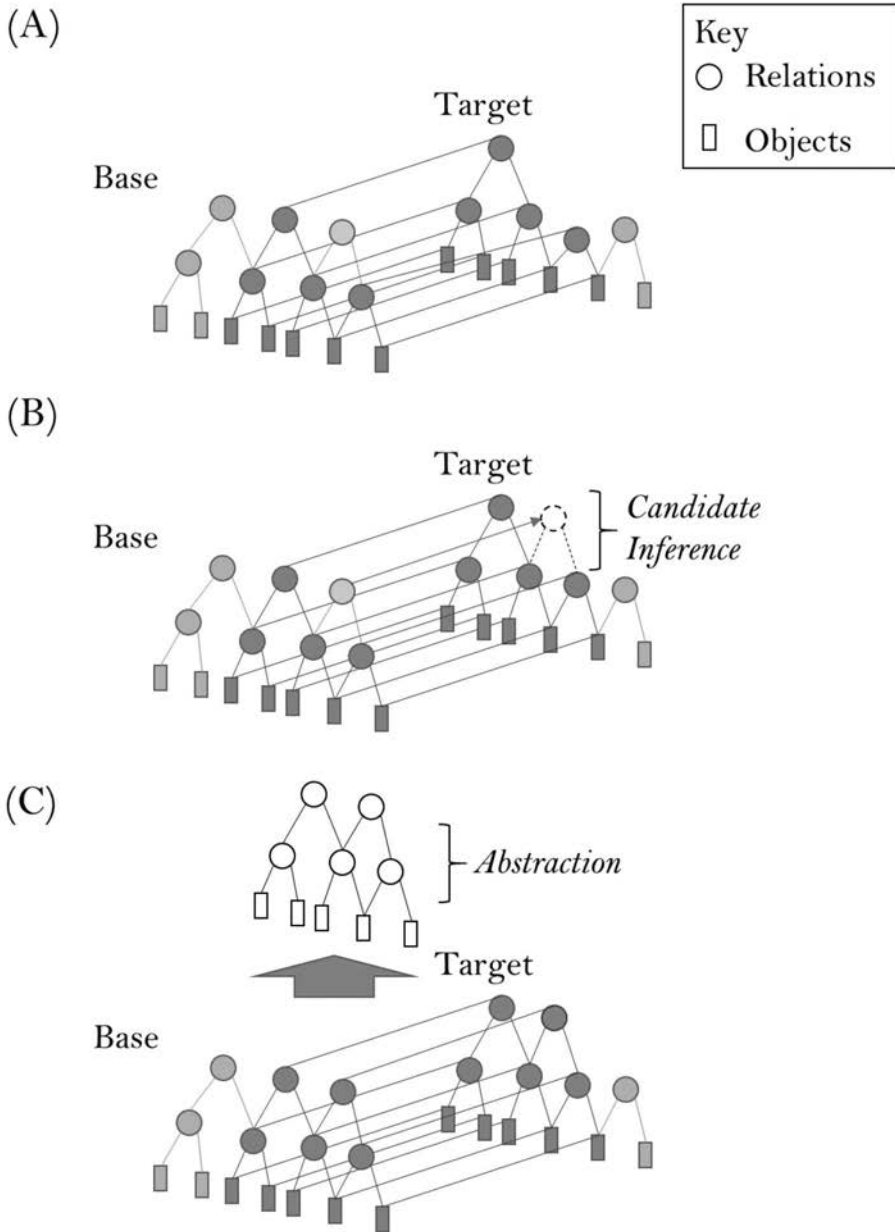 (A)
Key
Relations
Objects
Target
Base
(B)
Target
Candidate
Inference
Base
(C)
Abstraction
Target
Base